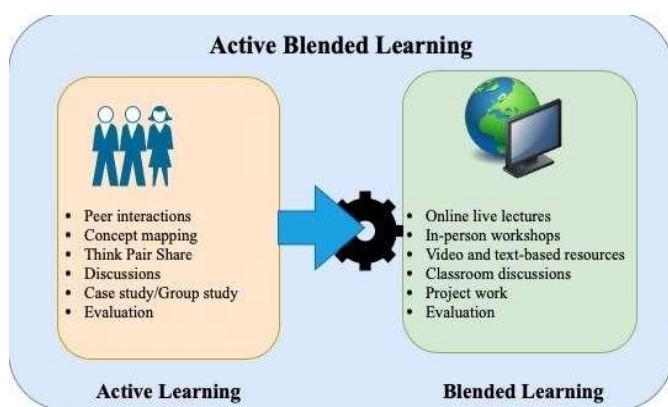 Active Blended Learning
• Peer interactions
• Concept mapping
• Think Pair Share
• Discussions
• Case study/Group study
• Evaluation
Active Learning
• Online live lectures
• In-person workshops
• Video and text-based resources
• Classroom discussions
• Project work
• Evaluation
Blended Learning